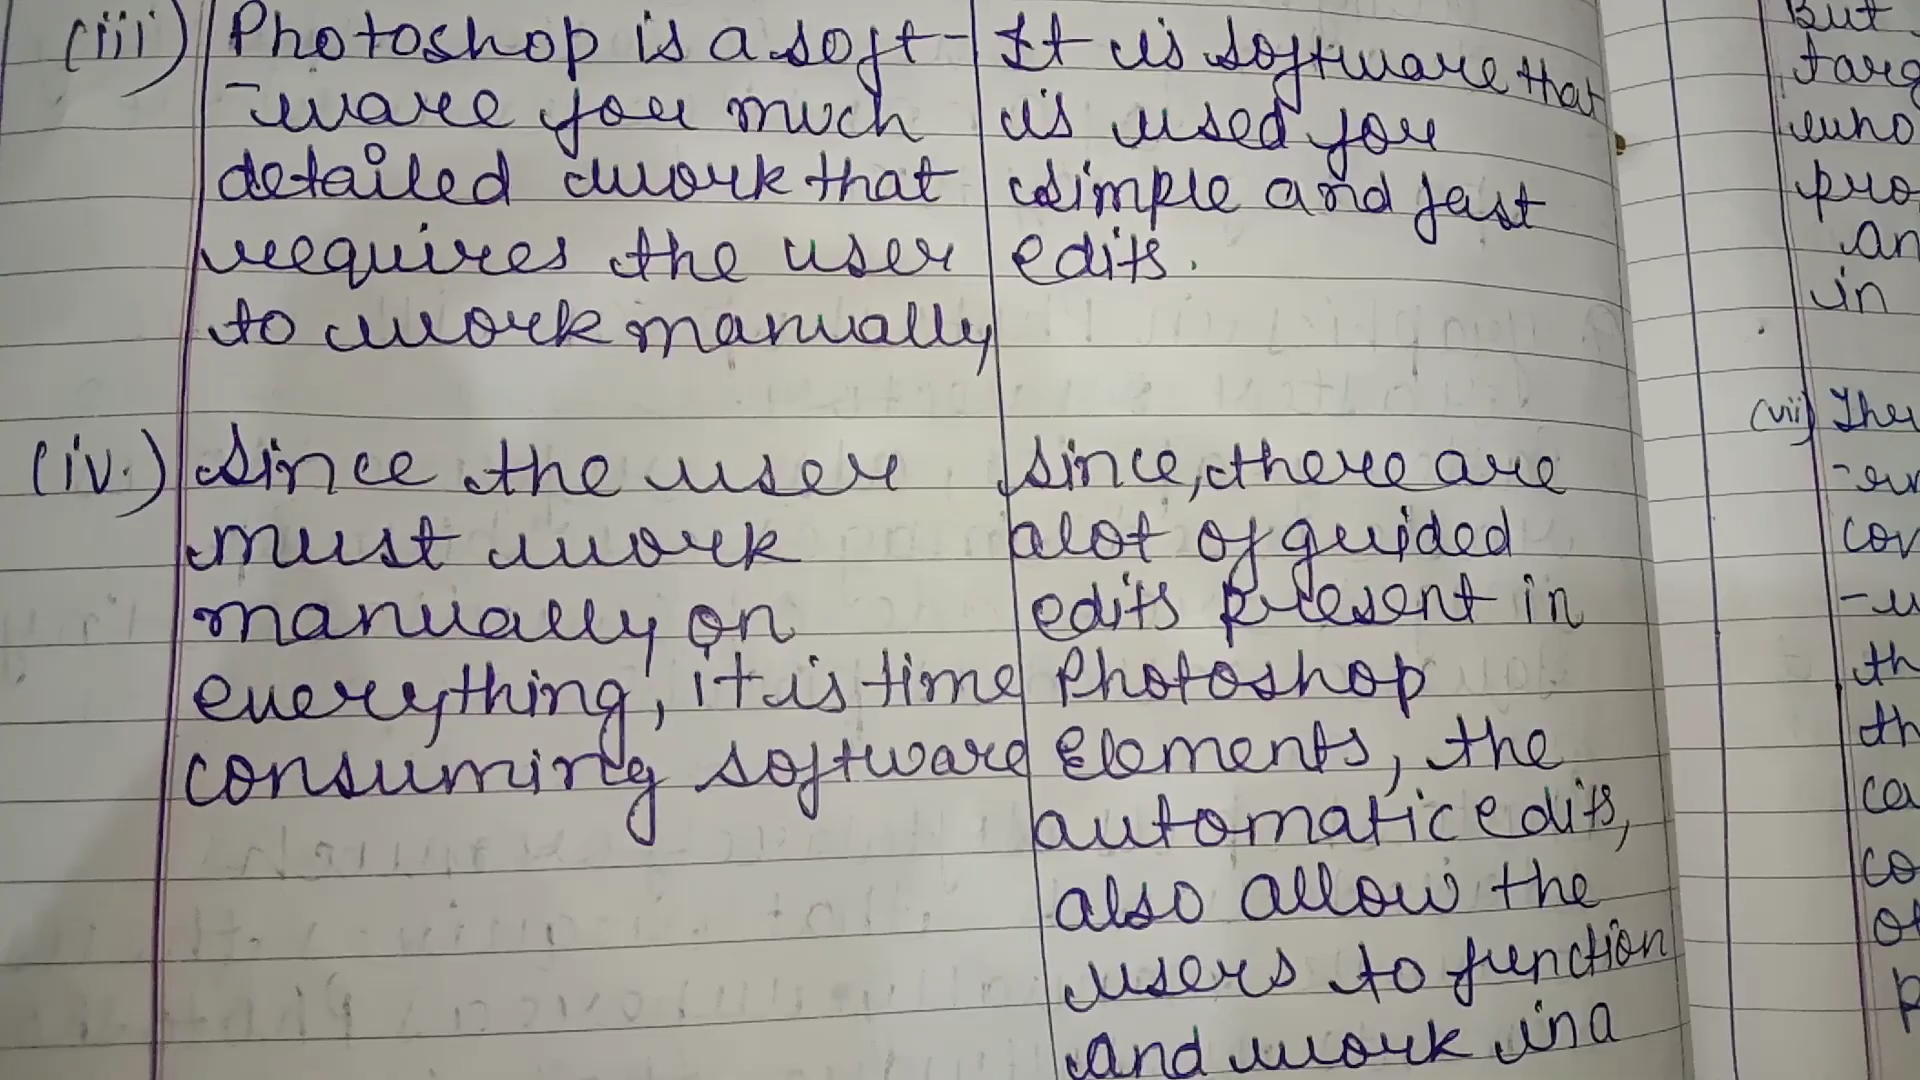 (iii) Photoshop is a soft-
-ware for much
detailed work that
requires the user
to work manually
It is software that
is used for
simple and fast
edits.
(iv.) Since the user
must work
manually on
everything, it is time
consuming software
Since, there are
alot of guided
edits present in
Photoshop
Elements, the
automatic edits,
also allow the
users to function
and work in a
But
an
in
(vii)